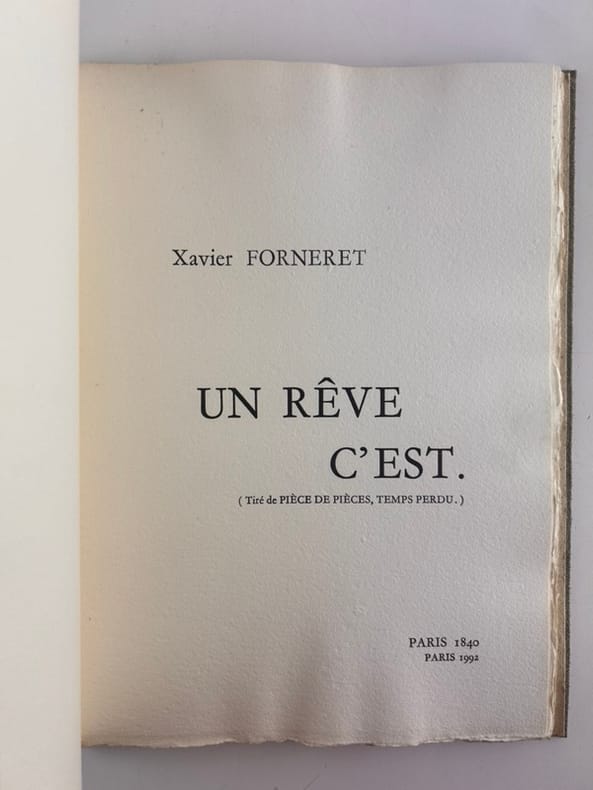 Xavier FORNERET
UN RÊVE
C'EST.
( Tiré de PIÈCE DE PIÈCES, TEMPS PERDU. )
PARIS 1840
PARIS 1992